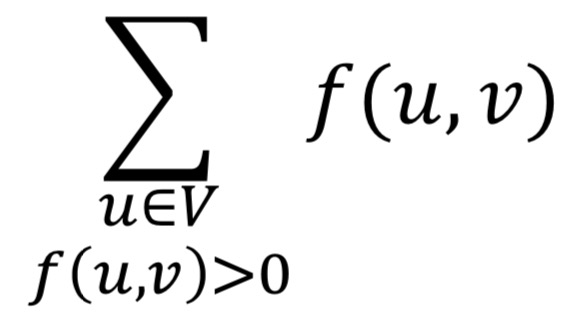 ∑ f(u, v)
u∈V
f(u,v)>0